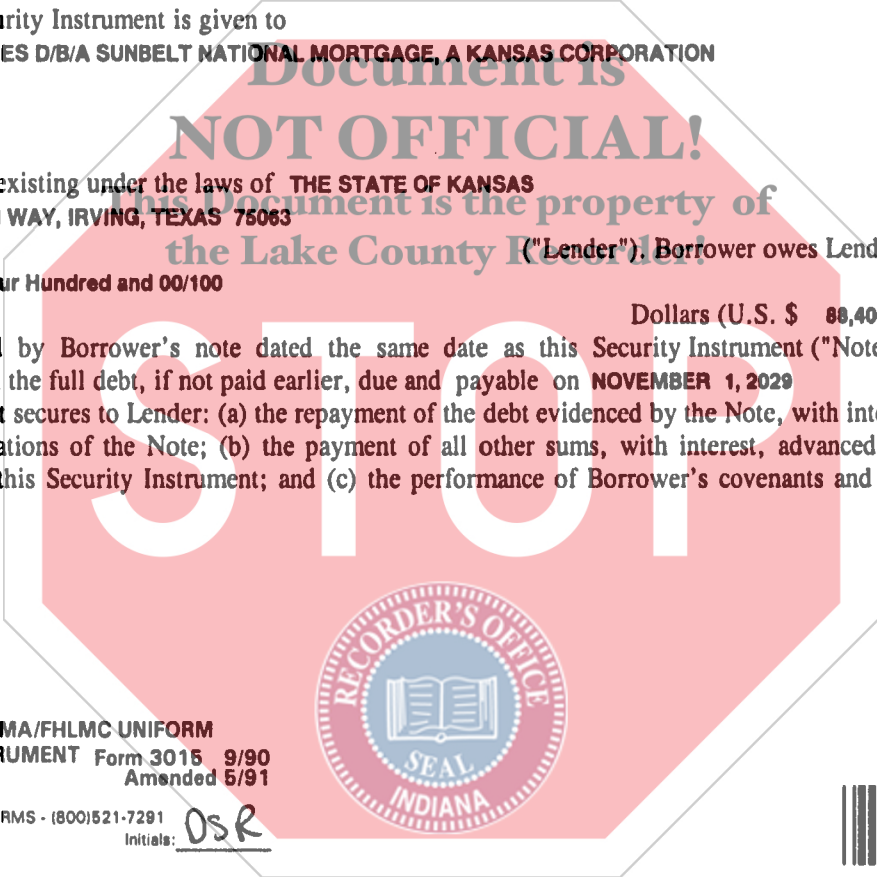 rity Instrument is given to
ES D/B/A SUNBELT NATIONAL MORTGAGE, A KANSAS CORPORATION
Document is
NOT OFFICIAL!
existing under the laws of THE STATE OF KANSAS
This Document is the property of
WAY, IRVING, TEXAS 75063
the Lake County Recorder!
("Lender"). Borrower owes Lend
ur Hundred and 00/100
Dollars (U.S. $ 88,40
by Borrower's note dated the same date as this Security Instrument ("Note
the full debt, if not paid earlier, due and payable on NOVEMBER 1, 2029
t secures to Lender: (a) the repayment of the debt evidenced by the Note, with inte
ations of the Note; (b) the payment of all other sums, with interest, advanced
this Security Instrument; and (c) the performance of Borrower's covenants and
STOP
RECORDER'S OFFICE
SEAL
INDIANA
MA/FHLMC UNIFORM
RUMENT Form 3015 9/90
Amended 5/91
RMS - (800)521-7291
Initials: DSR